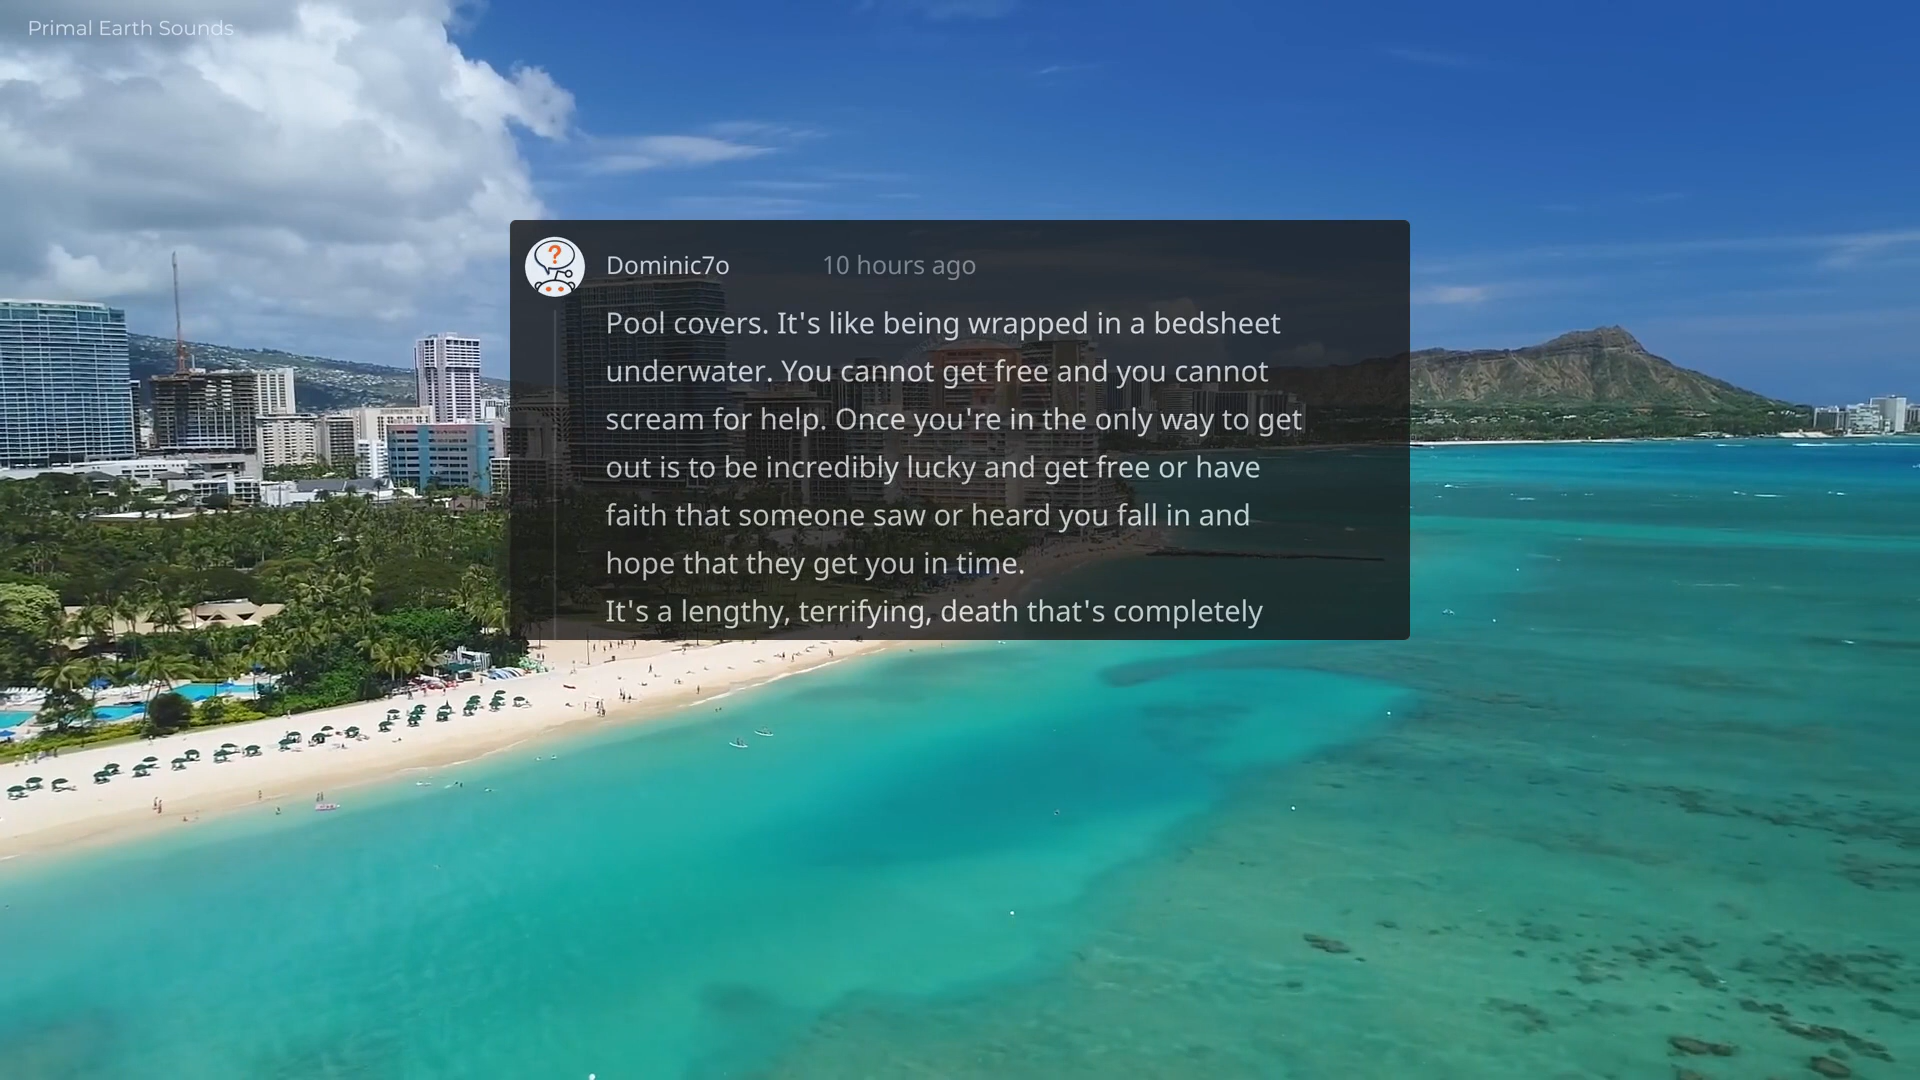 Primal Earth Sounds
?
Dominic7o 10 hours ago
Pool covers. It's like being wrapped in a bedsheet
underwater. You cannot get free and you cannot
scream for help. Once you're in the only way to get
out is to be incredibly lucky and get free or have
faith that someone saw or heard you fall in and
hope that they get you in time.
It's a lengthy, terrifying, death that's completely